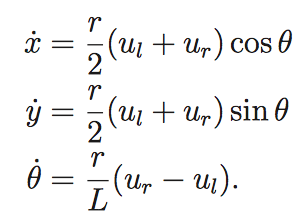 ẋ = r/2 (u_l + u_r) cos θ
ẏ = r/2 (u_l + u_r) sin θ
θ̇ = r/L (u_r − u_l).